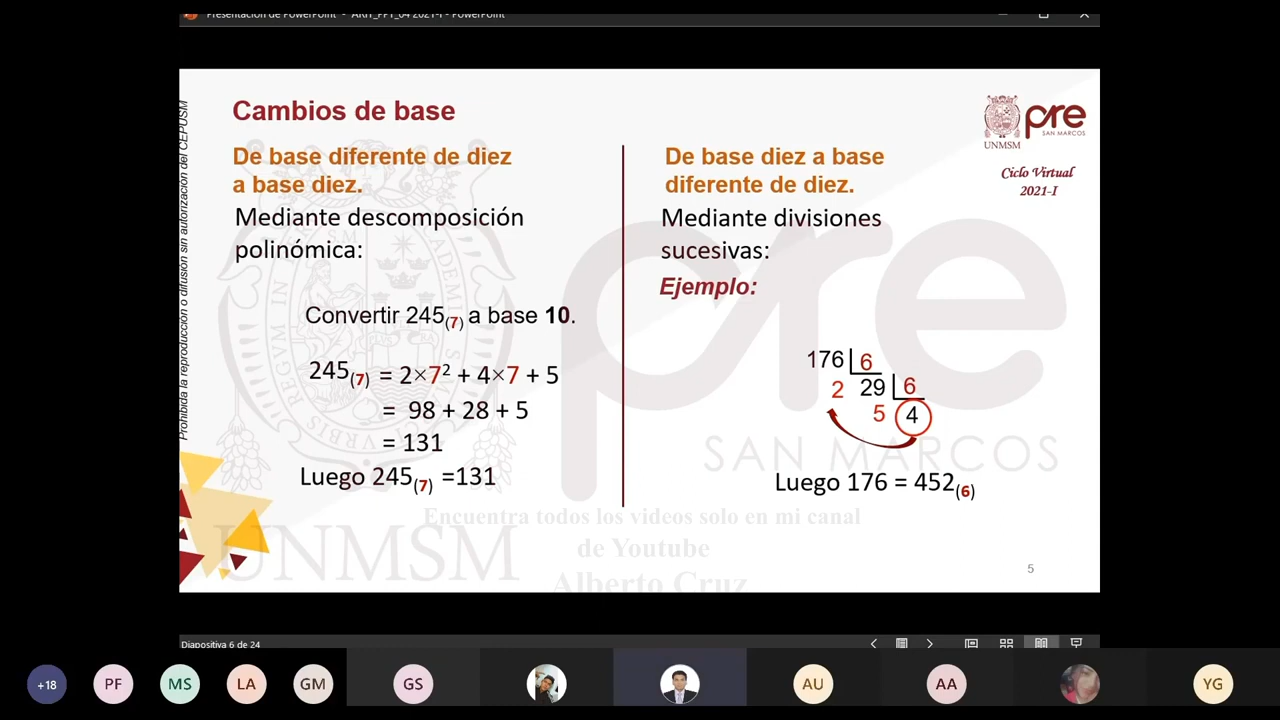 Presentación de PowerPoint - ARIT_PPT_04 2021-I - PowerPoint
Prohibida la reproducción o difusión sin autorización del CEPUSM
Cambios de base
De base diferente de diez
a base diez.
Mediante descomposición
polinómica:
Convertir 245(7) a base 10.
245(7) = 2×7² + 4×7 + 5
= 98 + 28 + 5
= 131
Luego 245(7) =131
De base diez a base
diferente de diez.
Mediante divisiones
sucesivas:
Ejemplo:
176 6
2 29 6
5 4
Luego 176 = 452(6)
UNMSM
pre
SAN MARCOS
Ciclo Virtual
2021-I
pre
SAN MARCOS
UNMSM
Encuentra todos los videos solo en mi canal
de Youtube
Alberto Cruz
5
Diapositiva 6 de 24
+18 PF MS LA GM GS AU AA YG